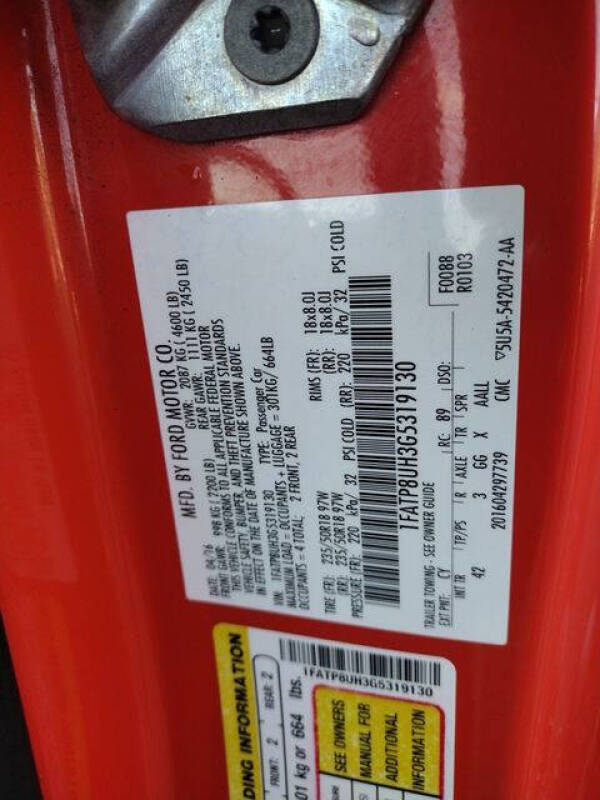 MFD. BY FORD MOTOR CO.
DATE: 04/16 GVWR: 2087 KG ( 4600 LB)
FRONT GAWR: 998 KG ( 2200 LB) REAR GAWR: 1111 KG ( 2450 LB)
THIS VEHICLE CONFORMS TO ALL APPLICABLE FEDERAL MOTOR
VEHICLE SAFETY, BUMPER, AND THEFT PREVENTION STANDARDS
IN EFFECT ON THE DATE OF MANUFACTURE SHOWN ABOVE.
VIN: 1FATP8UH3G5319130 TYPE: Passenger Car
MAXIMUM LOAD = OCCUPANTS + LUGGAGE = 301KG/ 664LB
OCCUPANTS = 4 TOTAL: 2 FRONT, 2 REAR
TIRE (FR): 235/50R18 97W RIMS (FR): 18x8.0J
(RR): 235/50R18 97W (RR): 18x8.0J
PRESSURE (FR): 220 kPa/ 32 PSI COLD (RR): 220 kPa/ 32 PSI COLD
1FATP8UH3G5319130
TRAILER TOWING - SEE OWNER GUIDE
F0088
R0103
EXT PNT: CY RC: 89 DSO:
INT TR TP/PS R AXLE TR SPR
42 3 GG X AALL
201604297739 CMC ▽5U5A-5420472-AA
1FATP8UH3G5319130
DING INFORMATION
FRONT: 2 REAR: 2
01 kg or 664 lbs.
SEE OWNERS
MANUAL FOR
ADDITIONAL
INFORMATION